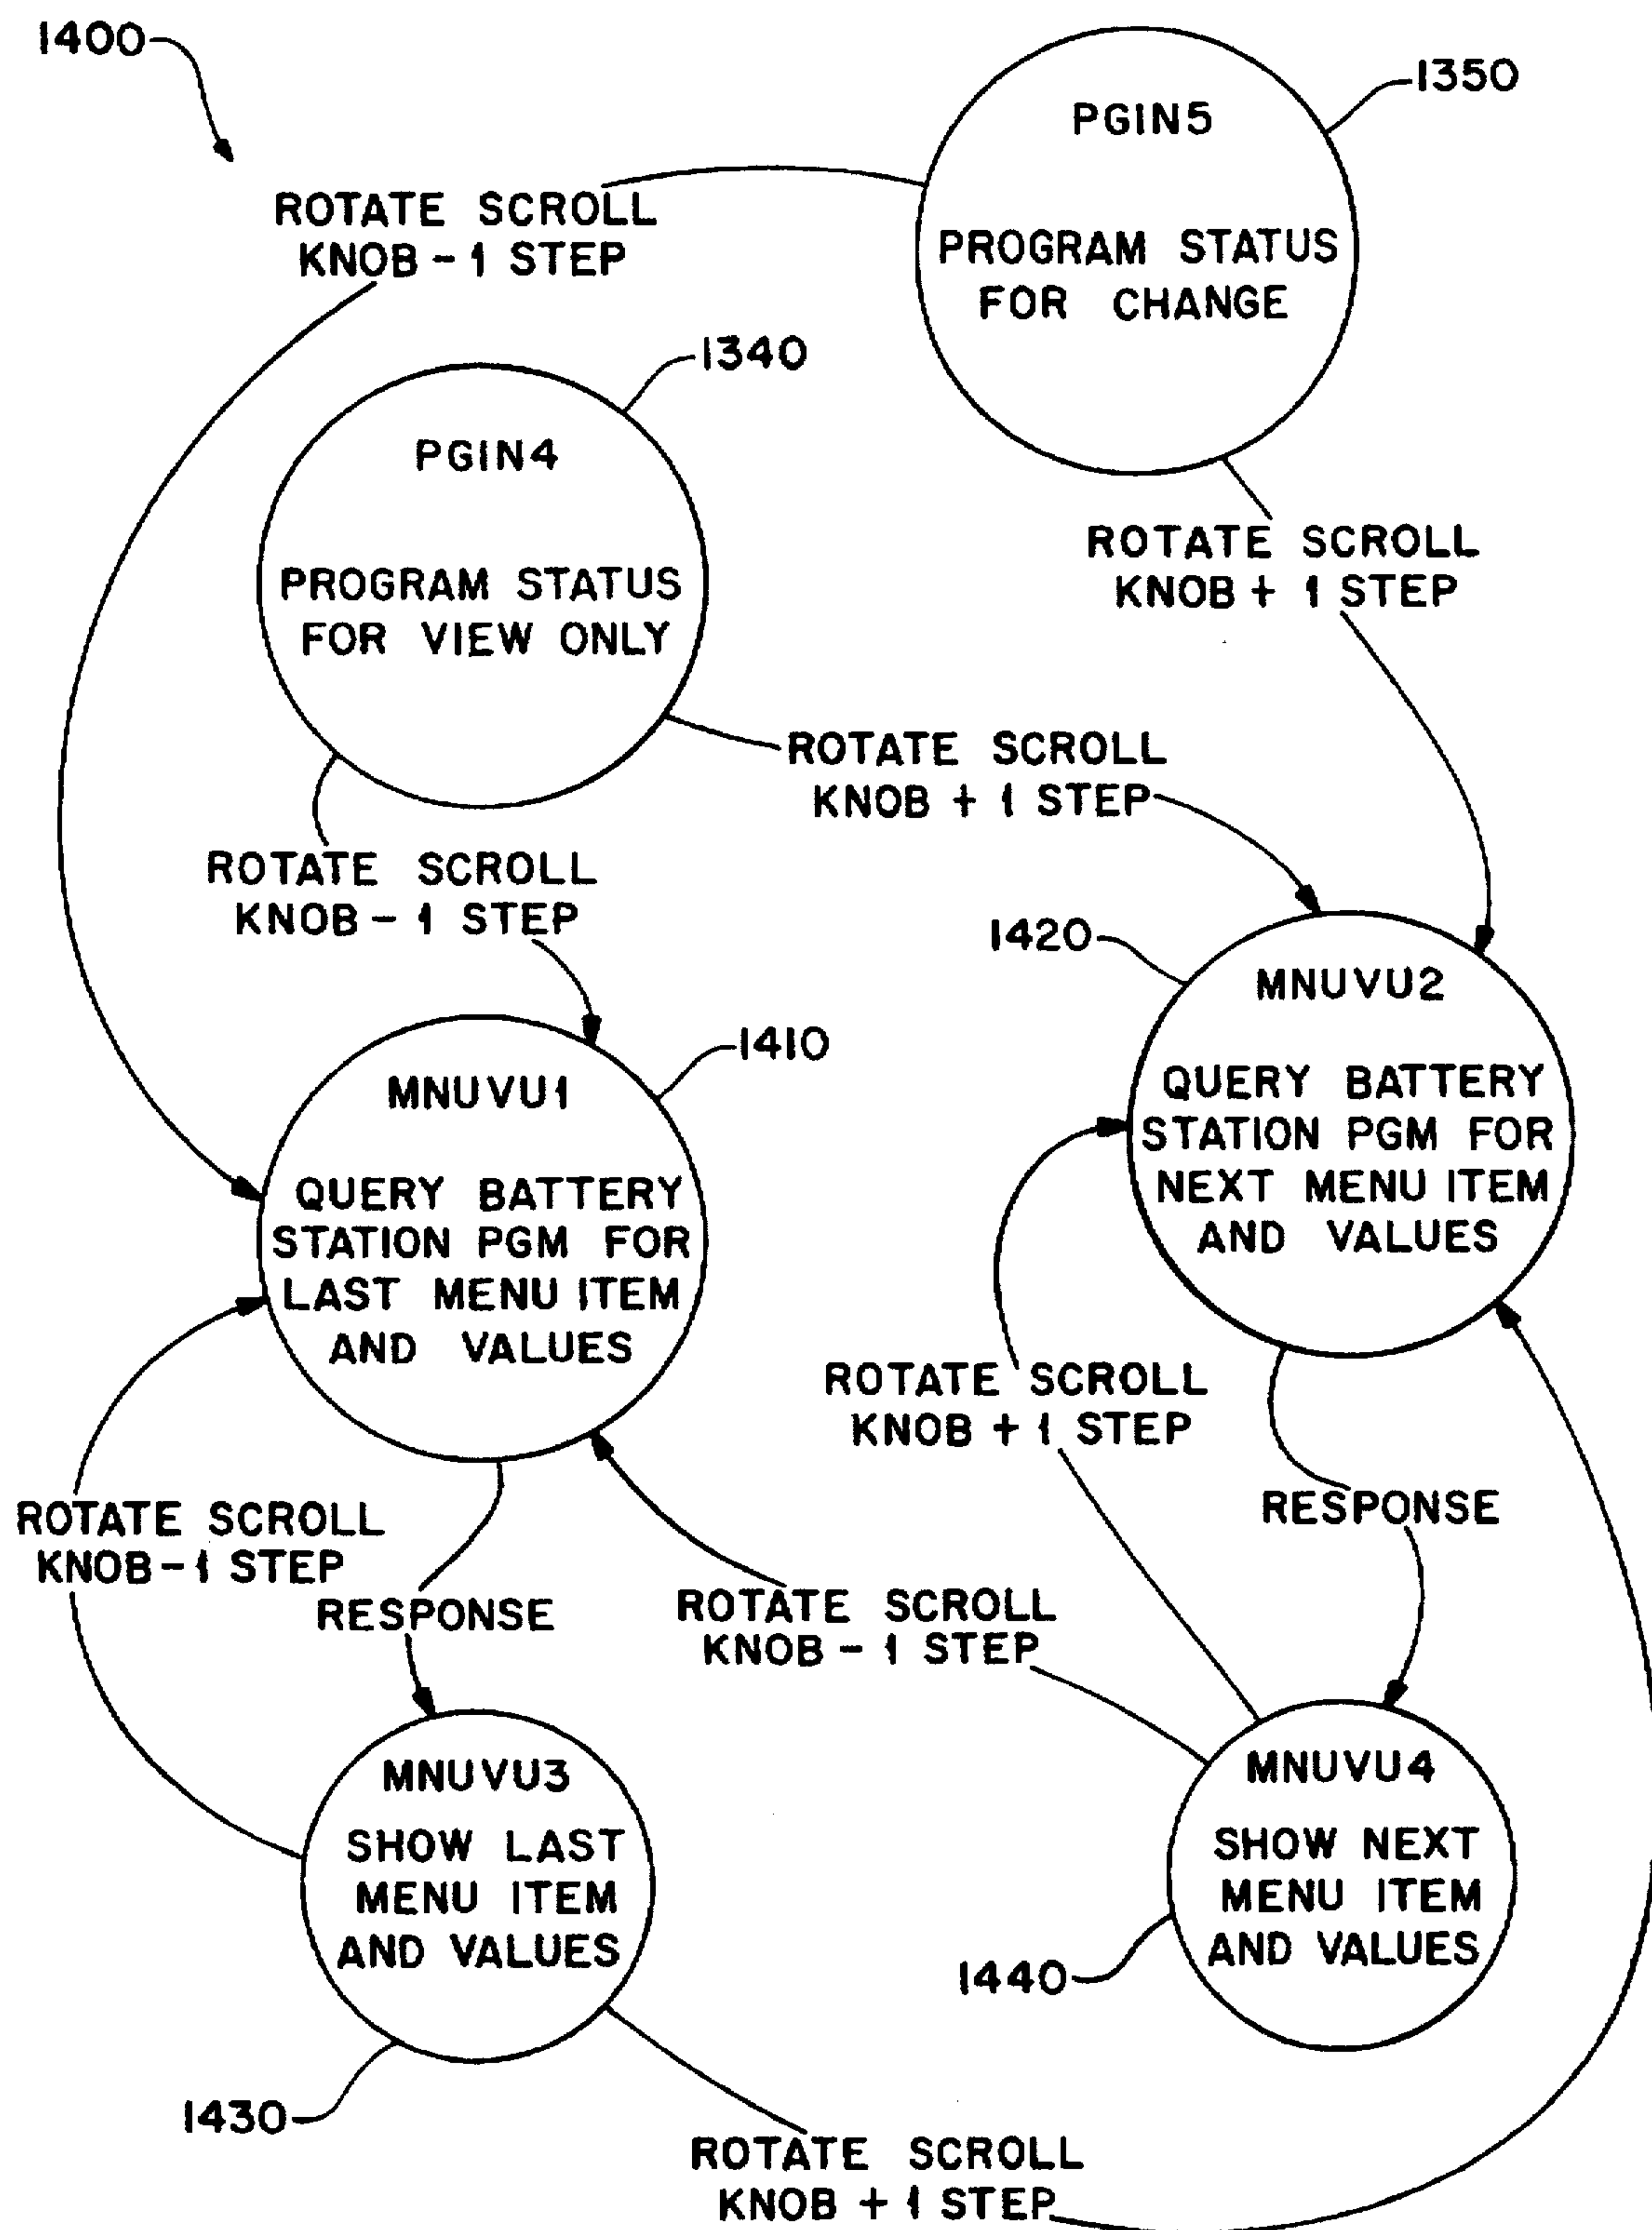 1400
1350
PGIN5
PROGRAM STATUS
FOR CHANGE
ROTATE SCROLL
KNOB - 1 STEP
1340
PGIN4
PROGRAM STATUS
FOR VIEW ONLY
ROTATE SCROLL
KNOB + 1 STEP
ROTATE SCROLL
KNOB + 1 STEP
ROTATE SCROLL
KNOB - 1 STEP
1420
MNUVU2
QUERY BATTERY
STATION PGM FOR
NEXT MENU ITEM
AND VALUES
1410
MNUVU1
QUERY BATTERY
STATION PGM FOR
LAST MENU ITEM
AND VALUES
ROTATE SCROLL
KNOB + 1 STEP
RESPONSE
ROTATE SCROLL
KNOB - 1 STEP
RESPONSE
ROTATE SCROLL
KNOB - 1 STEP
MNUVU3
SHOW LAST
MENU ITEM
AND VALUES
1430
MNUVU4
SHOW NEXT
MENU ITEM
AND VALUES
1440
ROTATE SCROLL
KNOB + 1 STEP